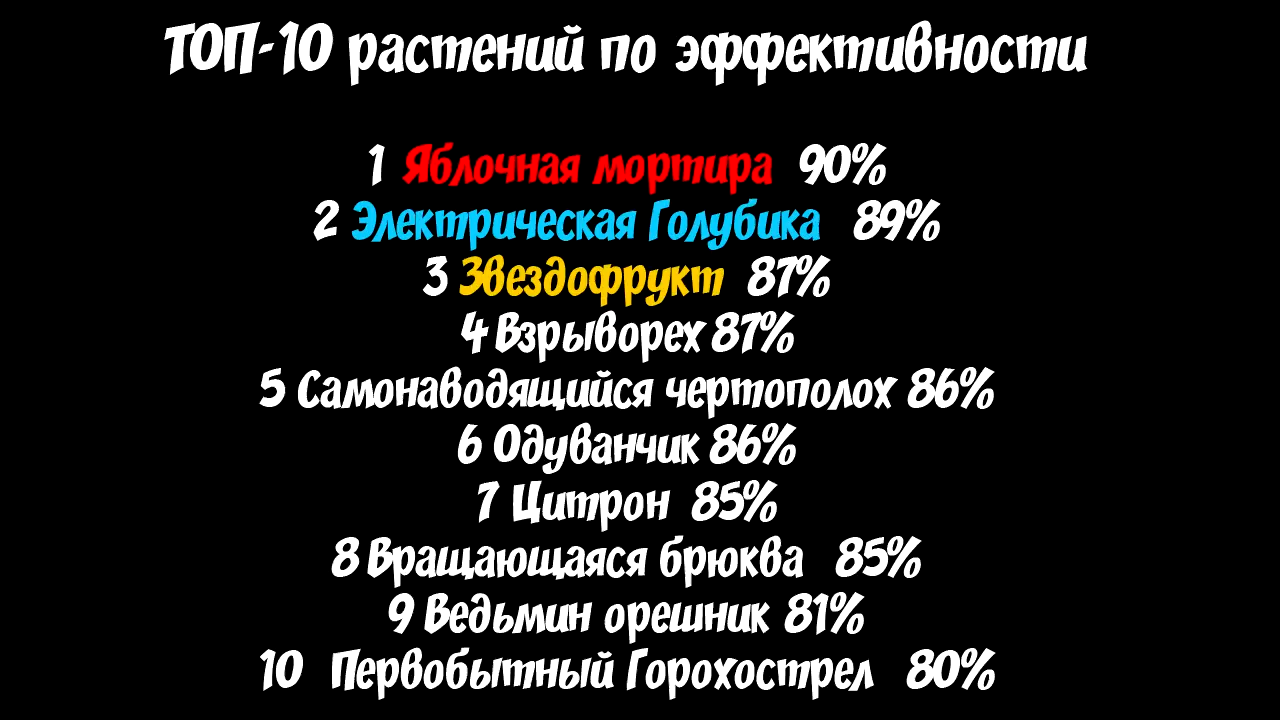 ТОП-10 растений по эффективности
1 Яблочная мортира 90%
2 Электрическая Голубика 89%
3 Звездофрукт 87%
4 Взрыворех 87%
5 Самонаводящийся чертополох 86%
6 Одуванчик 86%
7 Цитрон 85%
8 Вращающаяся брюква 85%
9 Ведьмин орешник 81%
10 Первобытный Горохострел 80%